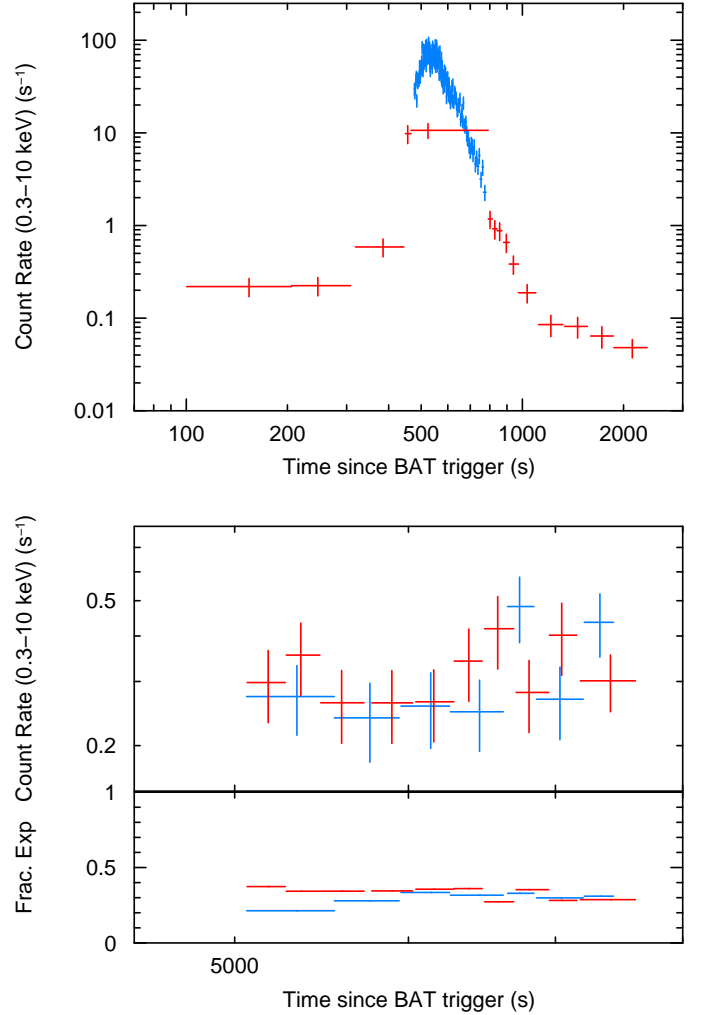 Count Rate (0.3–10 keV) (s⁻¹)
100
10
1
0.1
0.01
100 200 500 1000 2000
Time since BAT trigger (s)
Count Rate (0.3–10 keV) (s⁻¹)
0.5
0.2
Frac. Exp
1
0.5
0
5000
Time since BAT trigger (s)